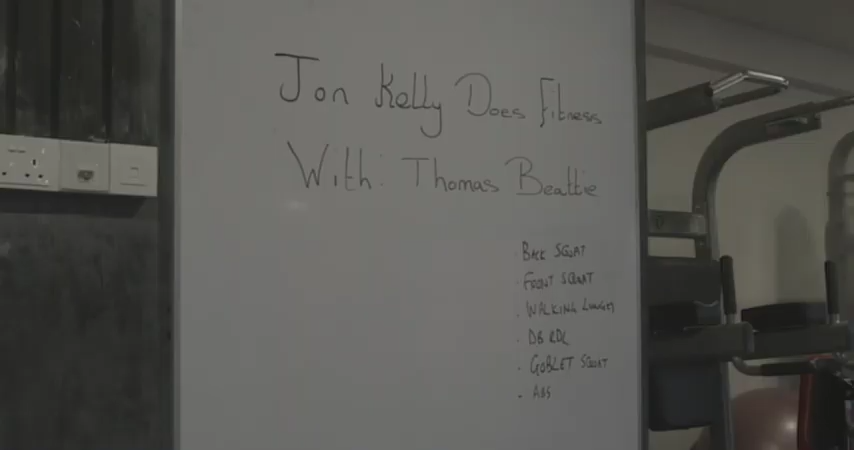 Jon Kelly Does Fitness
With: Thomas Beattie
BACK SQUAT
FRONT SQUAT
WALKING LUNGES
DB RDL
GOBLET SQUAT
ABS